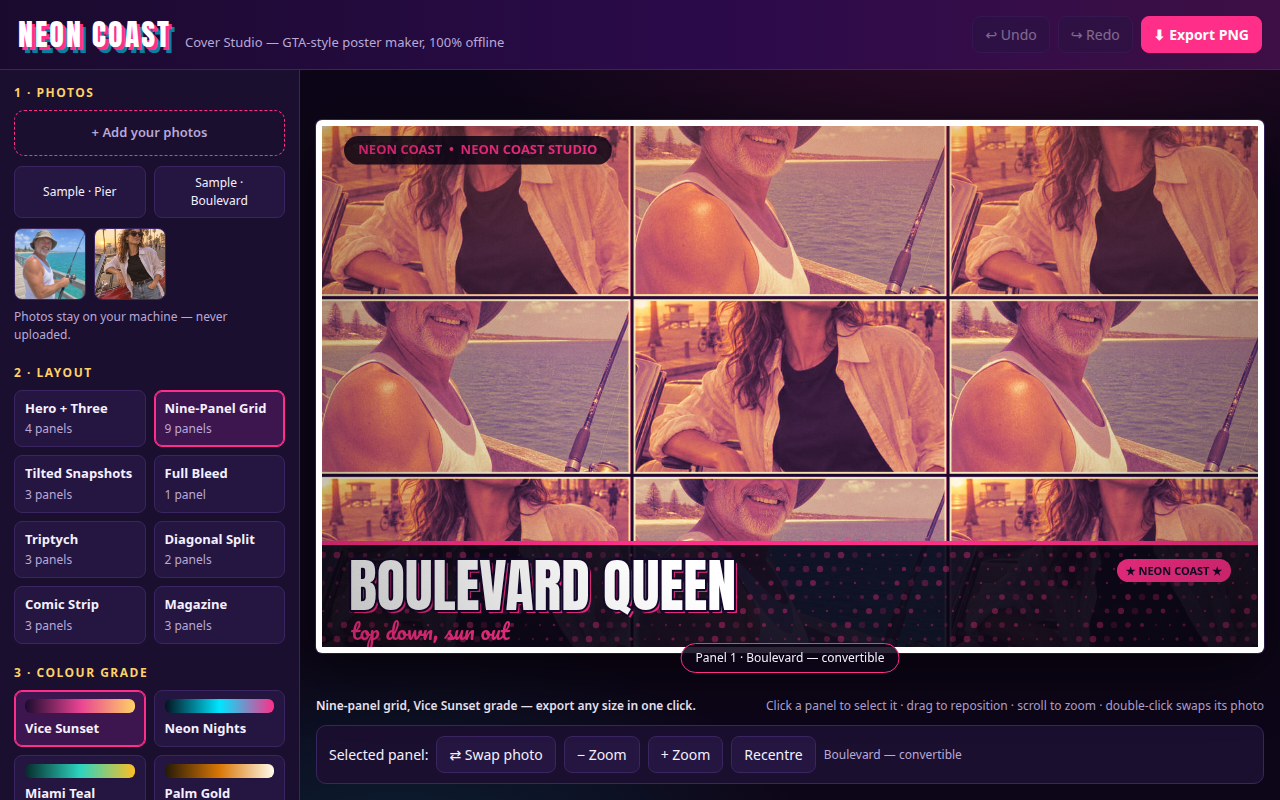 NEON COAST
Cover Studio — GTA-style poster maker, 100% offline
↩ Undo
↪ Redo
⬇ Export PNG
1 · PHOTOS
+ Add your photos
Sample · Pier
Sample ·
Boulevard
Photos stay on your machine — never
uploaded.
2 · LAYOUT
Hero + Three
4 panels
Nine-Panel Grid
9 panels
Tilted Snapshots
3 panels
Full Bleed
1 panel
Triptych
3 panels
Diagonal Split
2 panels
Comic Strip
3 panels
Magazine
3 panels
3 · COLOUR GRADE
Vice Sunset
Neon Nights
Miami Teal
Palm Gold
NEON COAST • NEON COAST STUDIO
BOULEVARD QUEEN
★ NEON COAST ★
top down, sun out
Panel 1 · Boulevard — convertible
Nine-panel grid, Vice Sunset grade — export any size in one click.
Click a panel to select it · drag to reposition · scroll to zoom · double-click swaps its photo
Selected panel:
⇄ Swap photo
− Zoom
+ Zoom
Recentre
Boulevard — convertible